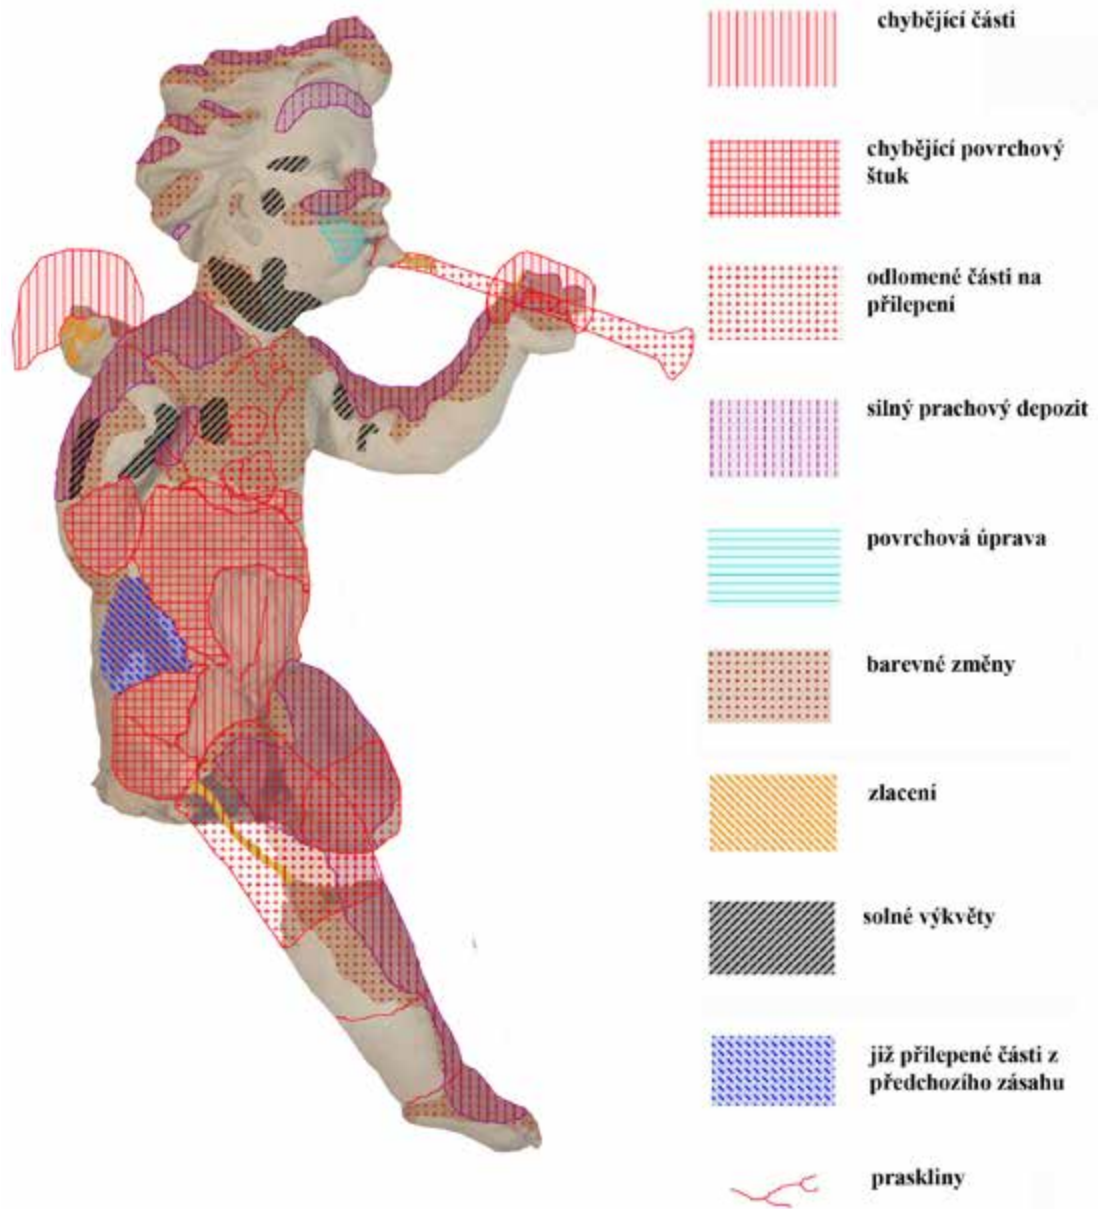 chybějící části
chybějící povrchový
štuk
odlomené části na
přilepení
silný prachový depozit
povrchová úprava
barevné změny
zlacení
solné výkvěty
již přilepené části z
předchozího zásahu
praskliny